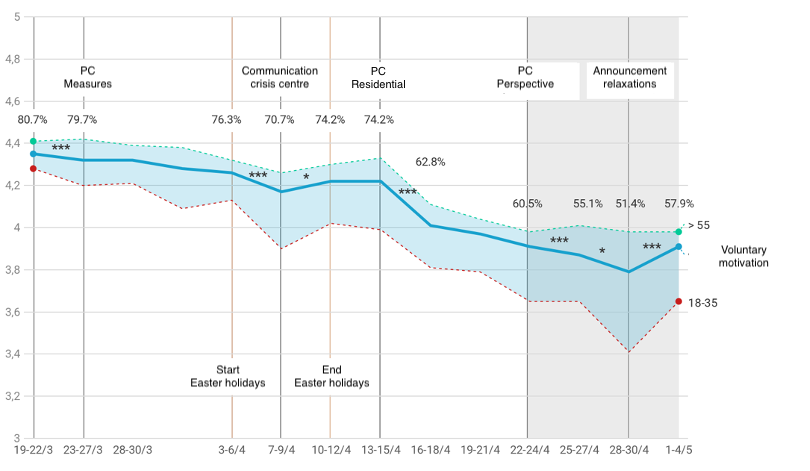 5
4,8
4,6
4,4
4,2
4
3,8
3,6
3,4
3,2
3
PC
Measures
Communication
crisis centre
PC
Residential
PC
Perspective
Announcement
relaxations
80.7%
79.7%
76.3%
70.7%
74.2%
74.2%
62.8%
60.5%
55.1%
51.4%
57.9%
***
***
*
***
***
*
***
> 55
Voluntary
motivation
18-35
Start
Easter holidays
End
Easter holidays
19-22/3
23-27/3
28-30/3
3-6/4
7-9/4
10-12/4
13-15/4
16-18/4
19-21/4
22-24/4
25-27/4
28-30/4
1-4/5